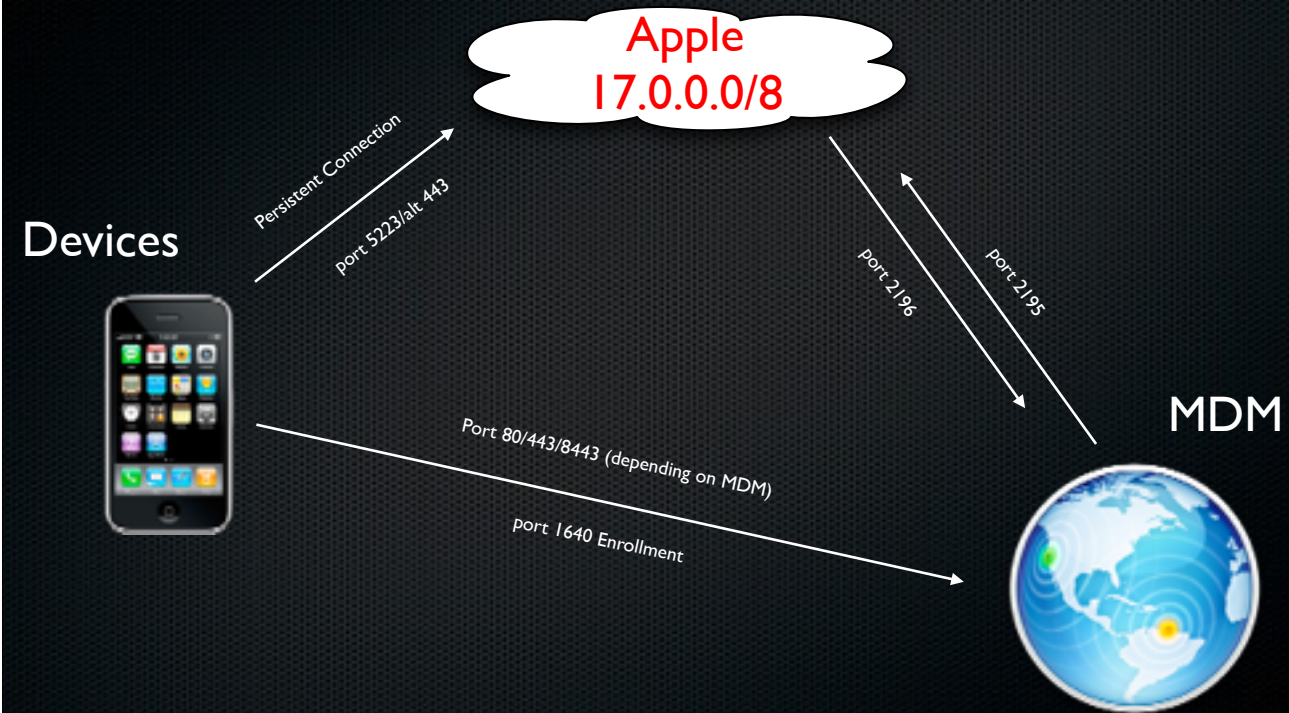 Apple
17.0.0.0/8
Persistent Connection
port 5223/alt 443
Devices
port 2196
port 2195
MDM
Port 80/443/8443 (depending on MDM)
port 1640 Enrollment